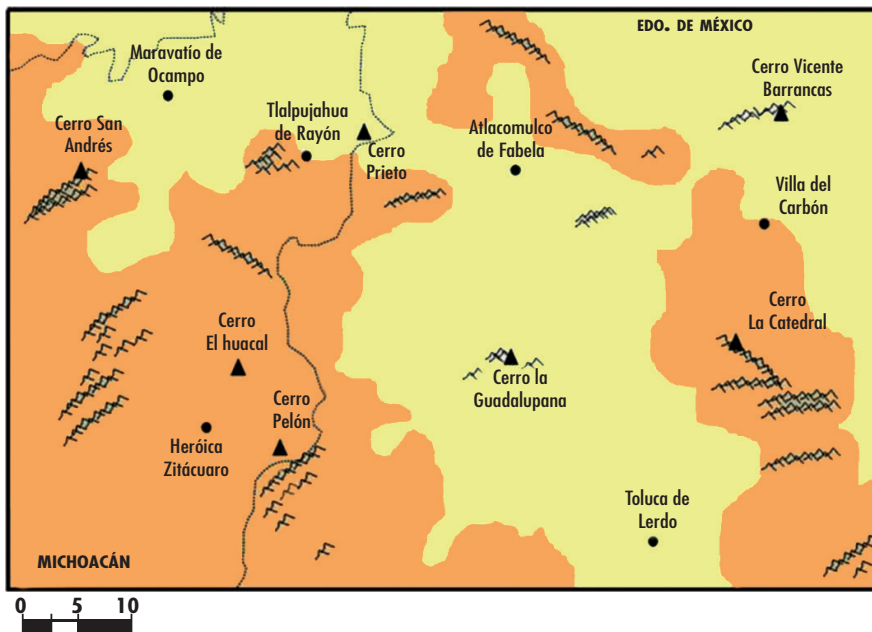 EDO. DE MÉXICO
Maravatío de
Ocampo
Cerro Vicente
Barrancas
Cerro San
Andrés
Tlalpujahua
de Rayón
Cerro
Prieto
Atlacomulco
de Fabela
Villa del
Carbón
Cerro
El huacal
Cerro
La Catedral
Cerro la
Guadalupana
Cerro
Pelón
Heróica
Zitácuaro
Toluca de
Lerdo
MICHOACÁN
0 5 10